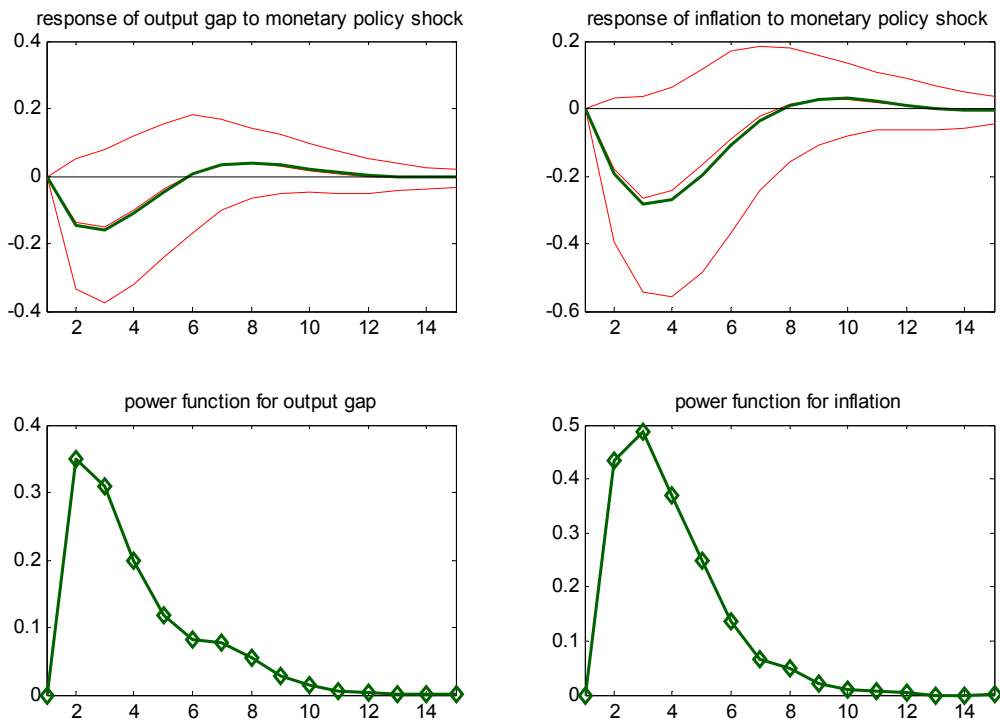 response of output gap to monetary policy shock
0.4
0.2
0
-0.2
-0.4
2 4 6 8 10 12 14
response of inflation to monetary policy shock
0.2
0
-0.2
-0.4
-0.6
2 4 6 8 10 12 14
power function for output gap
0.4
0.3
0.2
0.1
0
2 4 6 8 10 12 14
power function for inflation
0.5
0.4
0.3
0.2
0.1
0
2 4 6 8 10 12 14